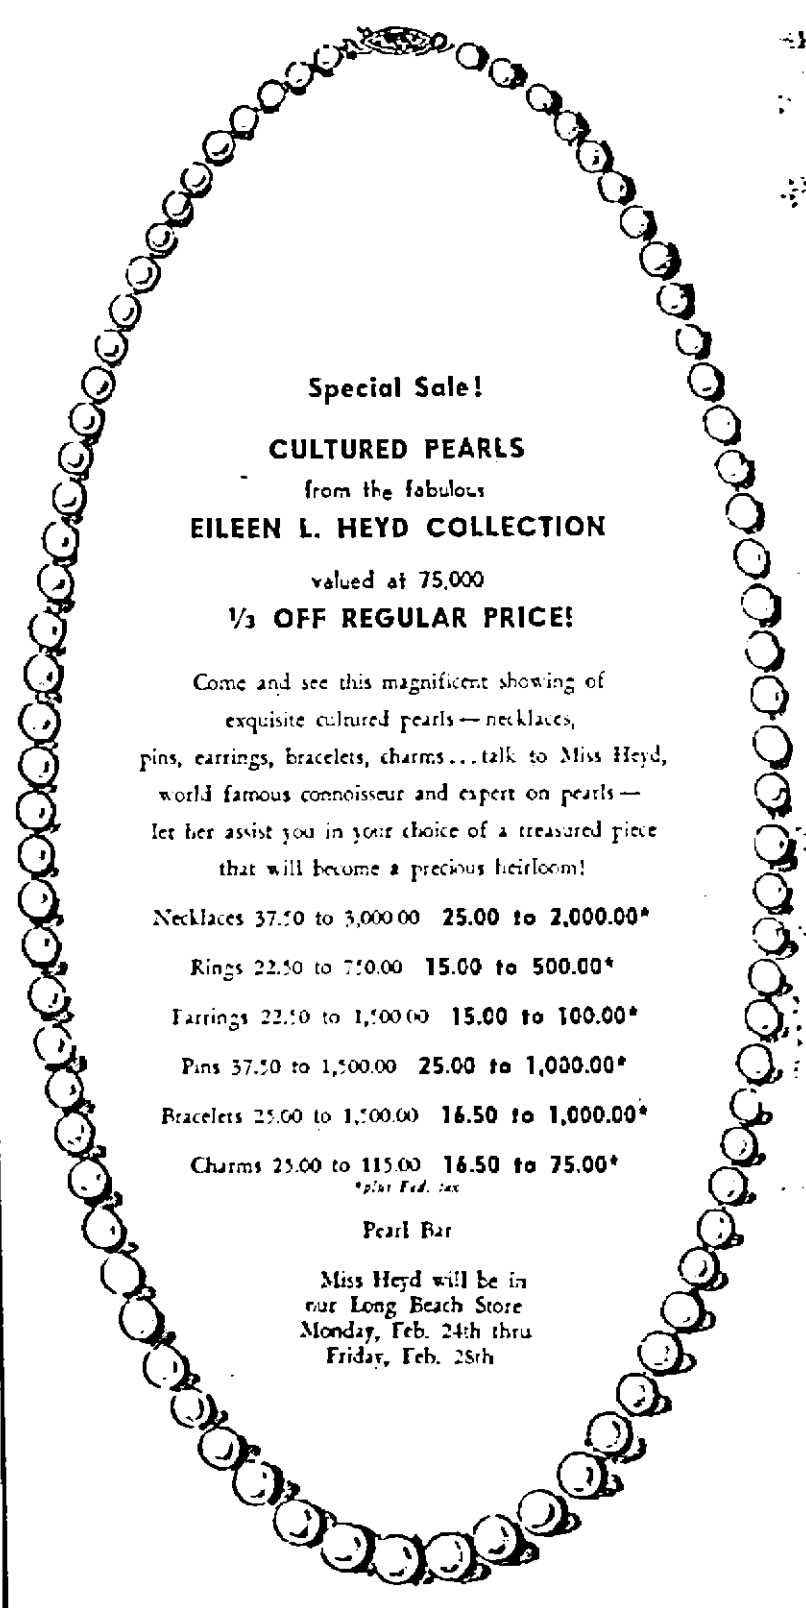 Special Sale!
CULTURED PEARLS
from the fabulous
EILEEN L. HEYD COLLECTION
valued at 75,000
1/3 OFF REGULAR PRICE!
Come and see this magnificent showing of
exquisite cultured pearls — necklaces,
pins, earrings, bracelets, charms... talk to Miss Heyd,
world famous connoisseur and expert on pearls —
let her assist you in your choice of a treasured piece
that will become a precious heirloom!
Necklaces 37.50 to 3,000.00 25.00 to 2,000.00*
Rings 22.50 to 750.00 15.00 to 500.00*
Earrings 22.50 to 1,500.00 15.00 to 100.00*
Pins 37.50 to 1,500.00 25.00 to 1,000.00*
Bracelets 25.00 to 1,500.00 16.50 to 1,000.00*
Charms 25.00 to 115.00 16.50 to 75.00*
*plus Fed. tax
Pearl Bar
Miss Heyd will be in
our Long Beach Store
Monday, Feb. 24th thru
Friday, Feb. 28th